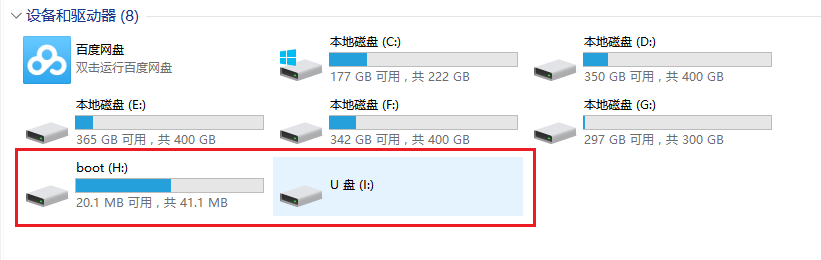 设备和驱动器 (8)
百度网盘
双击运行百度网盘
本地磁盘 (C:)
177 GB 可用，共 222 GB
本地磁盘 (D:)
350 GB 可用，共 400 GB
本地磁盘 (E:)
365 GB 可用，共 400 GB
本地磁盘 (F:)
342 GB 可用，共 400 GB
本地磁盘 (G:)
297 GB 可用，共 300 GB
boot (H:)
20.1 MB 可用，共 41.1 MB
U 盘 (I:)